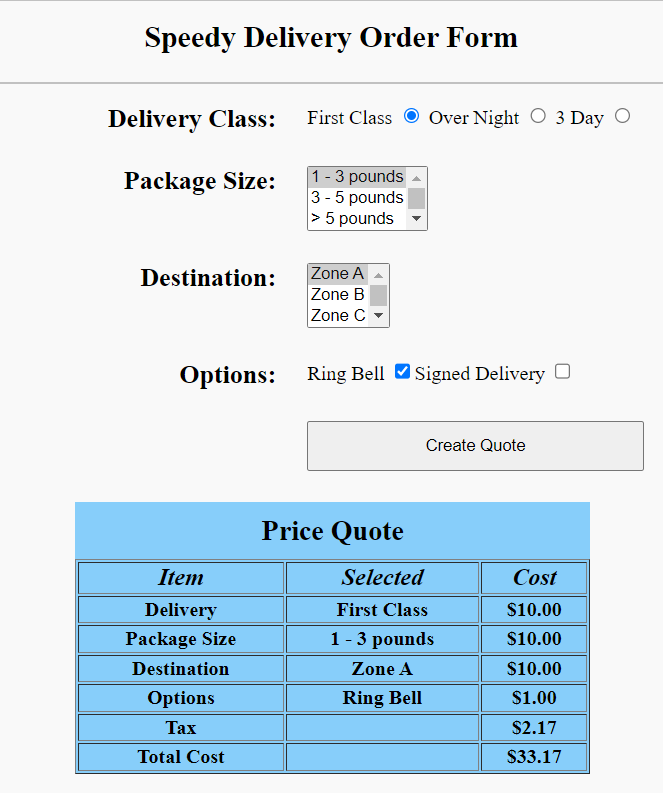 Speedy Delivery Order Form
Delivery Class: First Class Over Night 3 Day
Package Size: 1 - 3 pounds
3 - 5 pounds
> 5 pounds
Destination: Zone A
Zone B
Zone C
Options: Ring Bell Signed Delivery
Create Quote
Price Quote
Item Selected Cost
Delivery First Class $10.00
Package Size 1 - 3 pounds $10.00
Destination Zone A $10.00
Options Ring Bell $1.00
Tax $2.17
Total Cost $33.17